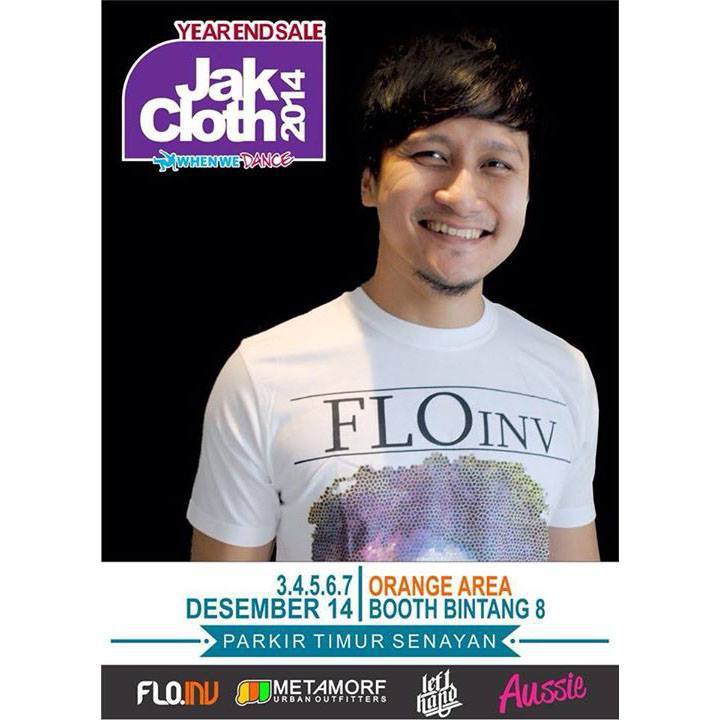 YEAR END SALE
Jak
Cloth
2014
WHEN WE DANCE
FLOINV
3.4.5.6.7
DESEMBER 14
ORANGE AREA
BOOTH BINTANG 8
PARKIR TIMUR SENAYAN
FLO.INV
METAMORF
URBAN OUTFITTERS
left
hand
Aussie